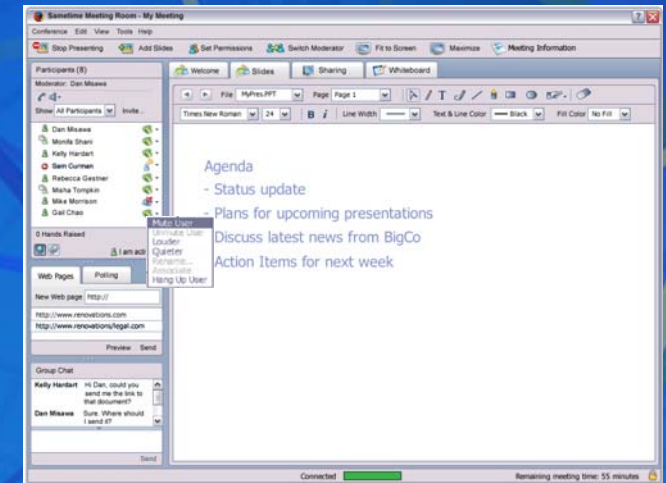 Sametime Meeting Room - My Meeting
Conference Edit View Tools Help
Stop Presenting Add Slides Set Permissions Switch Moderator Fit to Screen Maximize Meeting Information
Participants (8)
Moderator: Dan Misawa
Show All Participants Invite...
Dan Misawa
Monifa Shani
Kelly Hardart
Sam Curman
Rebecca Gestner
Misha Tompkin
Mike Morrison
Gail Chao
0 Hands Raised
I am acti
Mute User
Unmute User
Louder
Quieter
Rename...
Associate
Hang Up User
Web Pages Polling
New Web page http://
http://www.renovations.com
http://www.renovations/legal.com
Preview Send
Group Chat
Kelly Hardart Hi Dan, could you
send me the link to
that document?
Dan Misawa Sure. Where should
I send it?
Send
Welcome Slides Sharing Whiteboard
File MyPres.PPT Page Page 1
Times New Roman 24 B i Line Width Text & Line Color Black Fill Color No Fill
Agenda
- Status update
- Plans for upcoming presentations
Discuss latest news from BigCo
Action Items for next week
Connected
Remaining meeting time: 55 minutes